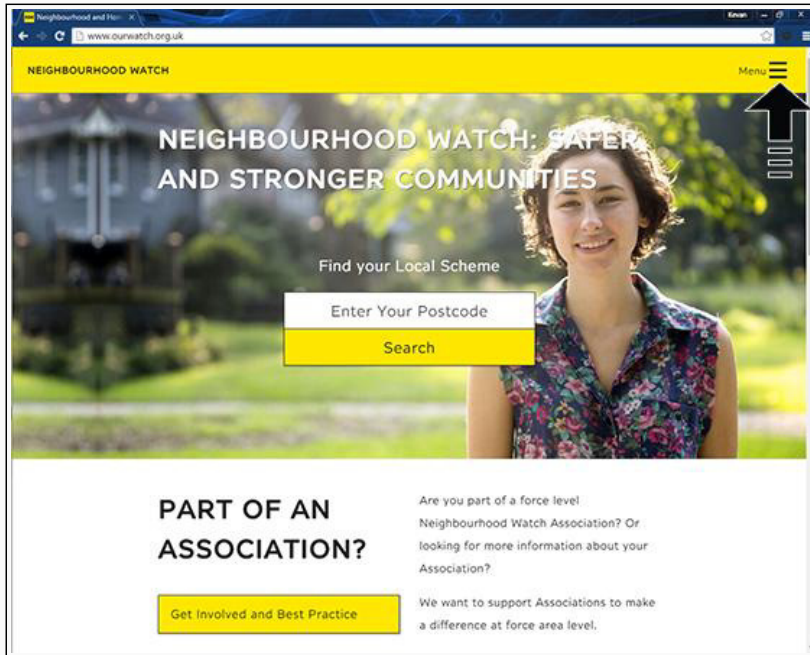 Neighbourhood and Hom
Kevan
www.ourwatch.org.uk
NEIGHBOURHOOD WATCH
Menu
NEIGHBOURHOOD WATCH: SAFER
AND STRONGER COMMUNITIES
Find your Local Scheme
Enter Your Postcode
Search
PART OF AN
ASSOCIATION?
Get Involved and Best Practice
Are you part of a force level
Neighbourhood Watch Association? Or
looking for more information about your
Association?
We want to support Associations to make
a difference at force area level.